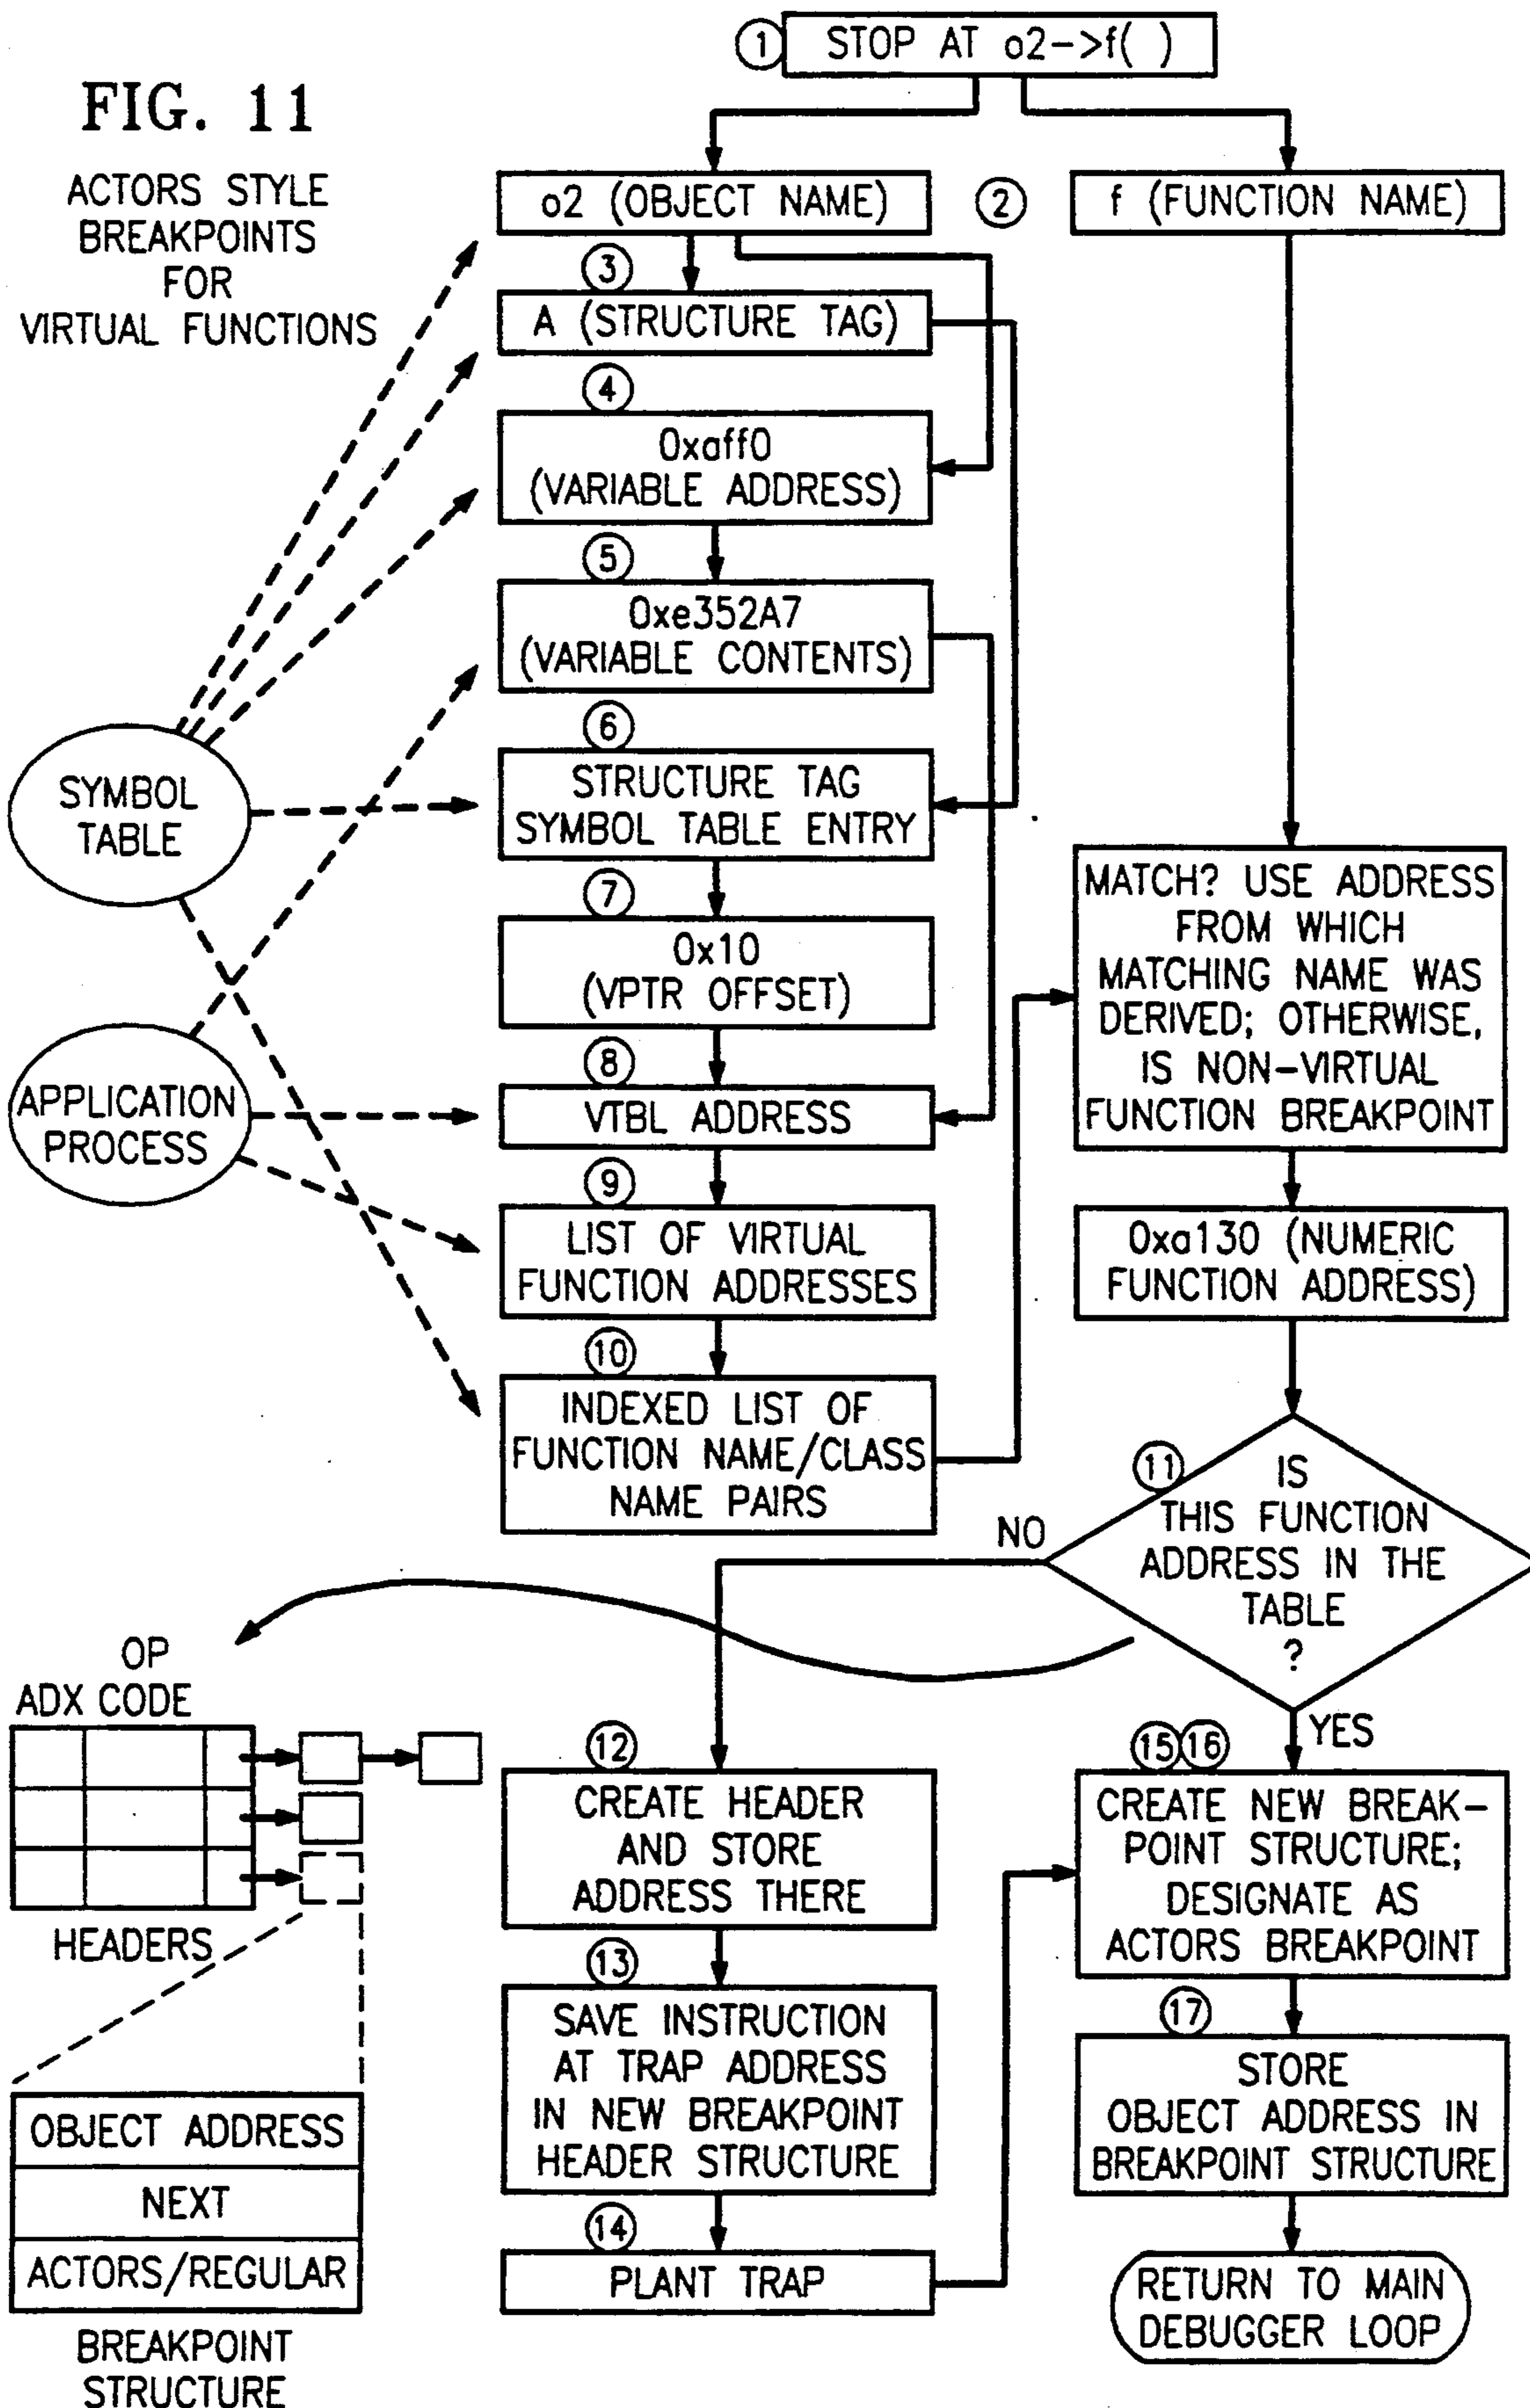 FIG. 11
ACTORS STYLE
BREAKPOINTS
FOR
VIRTUAL FUNCTIONS
1
STOP AT o2->f( )
o2 (OBJECT NAME)
2
f (FUNCTION NAME)
3
A (STRUCTURE TAG)
4
0xaff0
(VARIABLE ADDRESS)
5
0xe352A7
(VARIABLE CONTENTS)
SYMBOL
TABLE
6
STRUCTURE TAG
SYMBOL TABLE ENTRY
7
0x10
(VPTR OFFSET)
APPLICATION
PROCESS
8
VTBL ADDRESS
9
LIST OF VIRTUAL
FUNCTION ADDRESSES
10
INDEXED LIST OF
FUNCTION NAME/CLASS
NAME PAIRS
MATCH? USE ADDRESS
FROM WHICH
MATCHING NAME WAS
DERIVED; OTHERWISE,
IS NON-VIRTUAL
FUNCTION BREAKPOINT
0xa130 (NUMERIC
FUNCTION ADDRESS)
11
IS
THIS FUNCTION
ADDRESS IN THE
TABLE
?
NO
YES
OP
ADX CODE
HEADERS
OBJECT ADDRESS
NEXT
ACTORS/REGULAR
BREAKPOINT
STRUCTURE
12
CREATE HEADER
AND STORE
ADDRESS THERE
13
SAVE INSTRUCTION
AT TRAP ADDRESS
IN NEW BREAKPOINT
HEADER STRUCTURE
14
PLANT TRAP
15 16
CREATE NEW BREAK-
POINT STRUCTURE;
DESIGNATE AS
ACTORS BREAKPOINT
17
STORE
OBJECT ADDRESS IN
BREAKPOINT STRUCTURE
RETURN TO MAIN
DEBUGGER LOOP